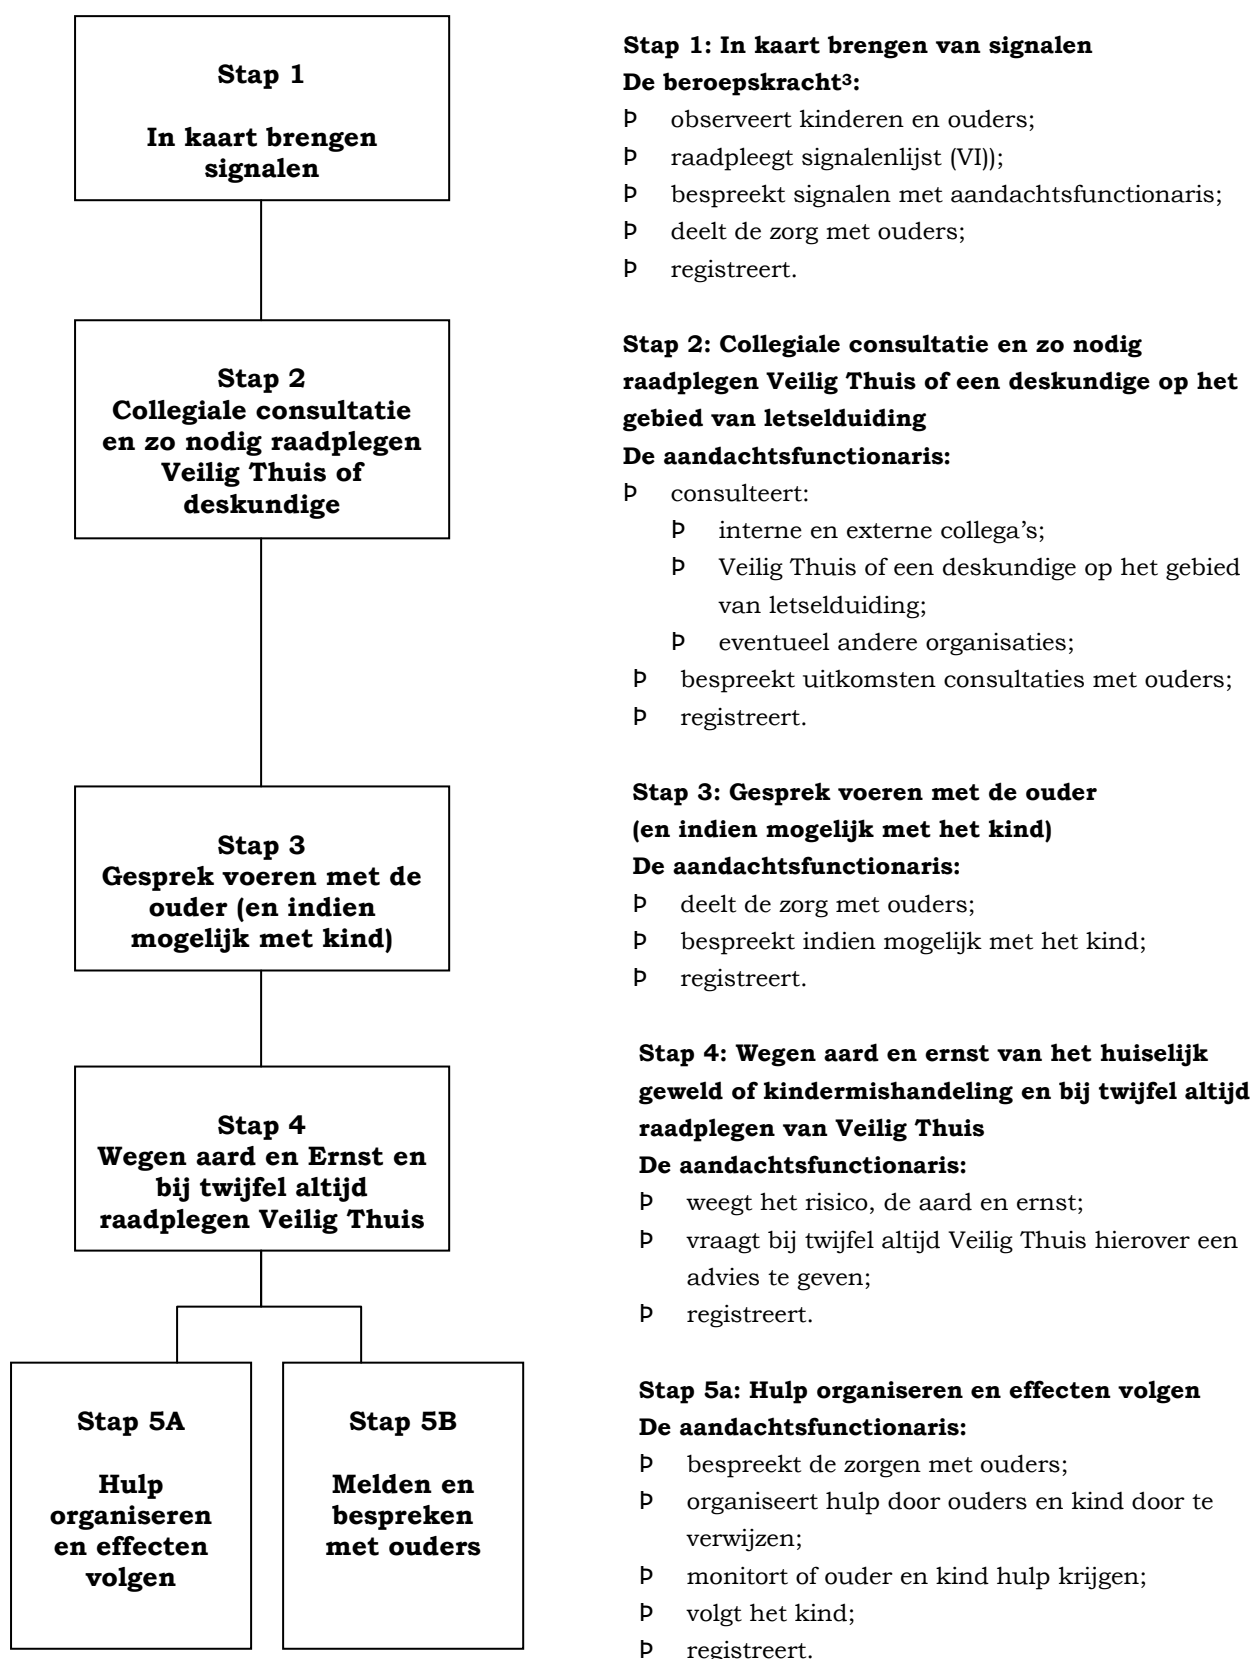 Stap 1
In kaart brengen
signalen
Stap 2
Collegiale consultatie
en zo nodig raadplegen
Veilig Thuis of
deskundige
Stap 3
Gesprek voeren met de
ouder (en indien
mogelijk met kind)
Stap 4
Wegen aard en Ernst en
bij twijfel altijd
raadplegen Veilig Thuis
Stap 5A
Hulp
organiseren
en effecten
volgen
Stap 5B
Melden en
bespreken
met ouders
Stap 1: In kaart brengen van signalen
De beroepskracht³:
Þ observeert kinderen en ouders;
Þ raadpleegt signalenlijst (VI));
Þ bespreekt signalen met aandachtsfunctionaris;
Þ deelt de zorg met ouders;
Þ registreert.
Stap 2: Collegiale consultatie en zo nodig
raadplegen Veilig Thuis of een deskundige op het
gebied van letselduiding
De aandachtsfunctionaris:
Þ consulteert:
Þ interne en externe collega’s;
Þ Veilig Thuis of een deskundige op het gebied
van letselduiding;
Þ eventueel andere organisaties;
Þ bespreekt uitkomsten consultaties met ouders;
Þ registreert.
Stap 3: Gesprek voeren met de ouder
(en indien mogelijk met het kind)
De aandachtsfunctionaris:
Þ deelt de zorg met ouders;
Þ bespreekt indien mogelijk met het kind;
Þ registreert.
Stap 4: Wegen aard en ernst van het huiselijk
geweld of kindermishandeling en bij twijfel altijd
raadplegen van Veilig Thuis
De aandachtsfunctionaris:
Þ weegt het risico, de aard en ernst;
Þ vraagt bij twijfel altijd Veilig Thuis hierover een
advies te geven;
Þ registreert.
Stap 5a: Hulp organiseren en effecten volgen
De aandachtsfunctionaris:
Þ bespreekt de zorgen met ouders;
Þ organiseert hulp door ouders en kind door te
verwijzen;
Þ monitort of ouder en kind hulp krijgen;
Þ volgt het kind;
Þ registreert.